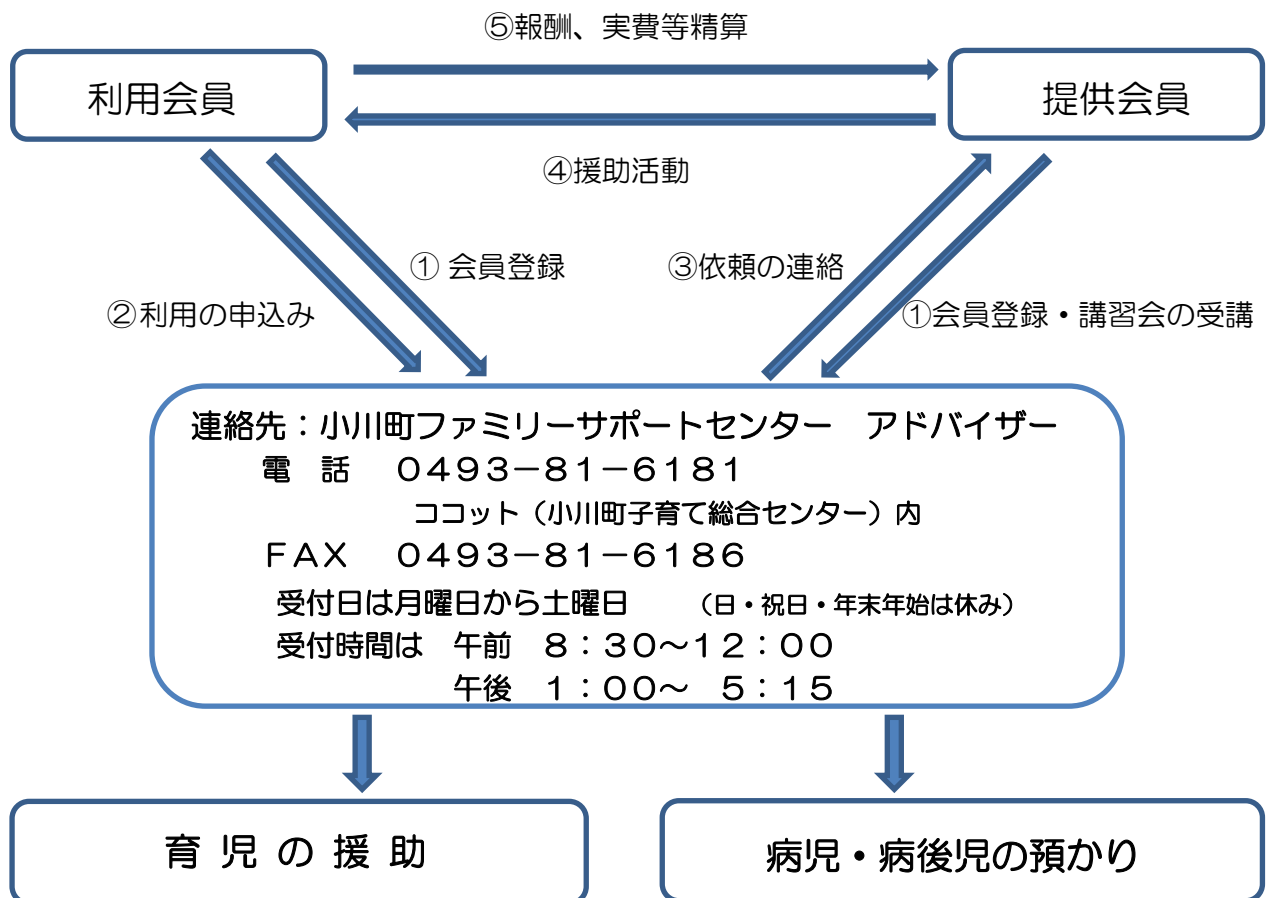 ⑤報酬、実費等精算
利用会員
提供会員
④援助活動
① 会員登録
③依頼の連絡
②利用の申込み
①会員登録・講習会の受講
連絡先：小川町ファミリーサポートセンター　アドバイザー
電　話　０４９３－８１－６１８１
ココット（小川町子育て総合センター）内
ＦＡＸ　０４９３－８１－６１８６
受付日は月曜日から土曜日　（日・祝日・年末年始は休み）
受付時間は　午前　８：３０～１２：００
午後　１：００～　５：１５
育 児 の 援 助
病児・病後児の預かり